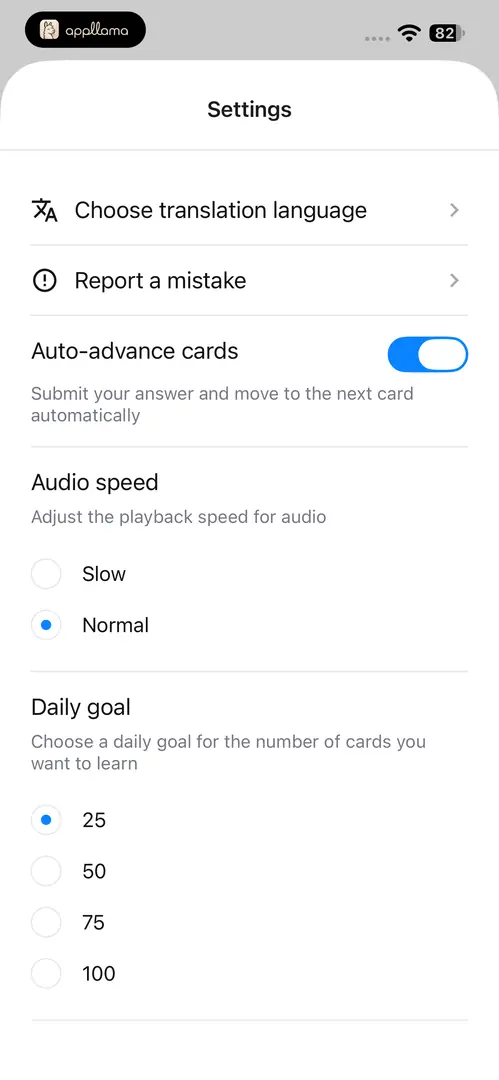 appllama
82
Settings
Choose translation language
Report a mistake
Auto-advance cards
Submit your answer and move to the next card
automatically
Audio speed
Adjust the playback speed for audio
Slow
Normal
Daily goal
Choose a daily goal for the number of cards you
want to learn
25
50
75
100